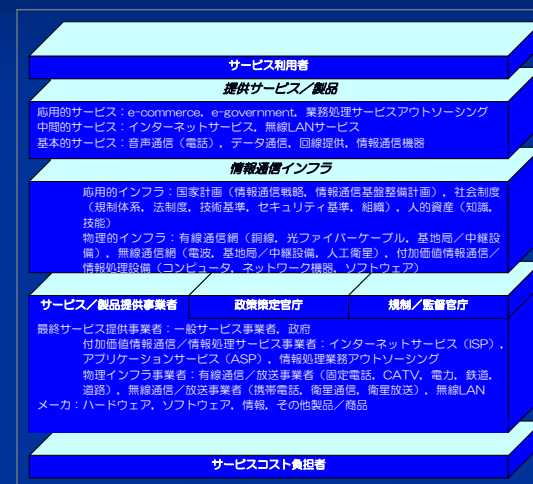 サービス利用者
提供サービス／製品
応用的サービス：e-commerce，e-government，業務処理サービスアウトソーシング
中間的サービス：インターネットサービス，無線LANサービス
基本的サービス：音声通信（電話），データ通信，回線提供，情報通信機器
情報通信インフラ
応用的インフラ：国家計画（情報通信戦略，情報通信基盤整備計画），社会制度
（規制体系，法制度，技術基準，セキュリティ基準，組織），人的資産（知識，
技能）
物理的インフラ：有線通信網（銅線，光ファイバーケーブル，基地局／中継設
備），無線通信網（電波，基地局／中継設備，人工衛星），付加価値情報通信／
情報処理設備（コンピュータ，ネットワーク機器，ソフトウェア）
サービス／製品提供事業者 政策策定官庁 規制／監督官庁
最終サービス提供事業者：一般サービス事業者，政府
付加価値情報通信／情報処理サービス事業者：インターネットサービス（ISP），
アプリケーションサービス（ASP），情報処理業務アウトソーシング
物理インフラ事業者：有線通信／放送事業者（固定電話，CATV，電力，鉄道，
道路），無線通信／放送事業者（携帯電話，衛星通信，衛星放送），無線LAN
メーカ：ハードウェア，ソフトウェア，情報，その他製品／商品
サービスコスト負担者